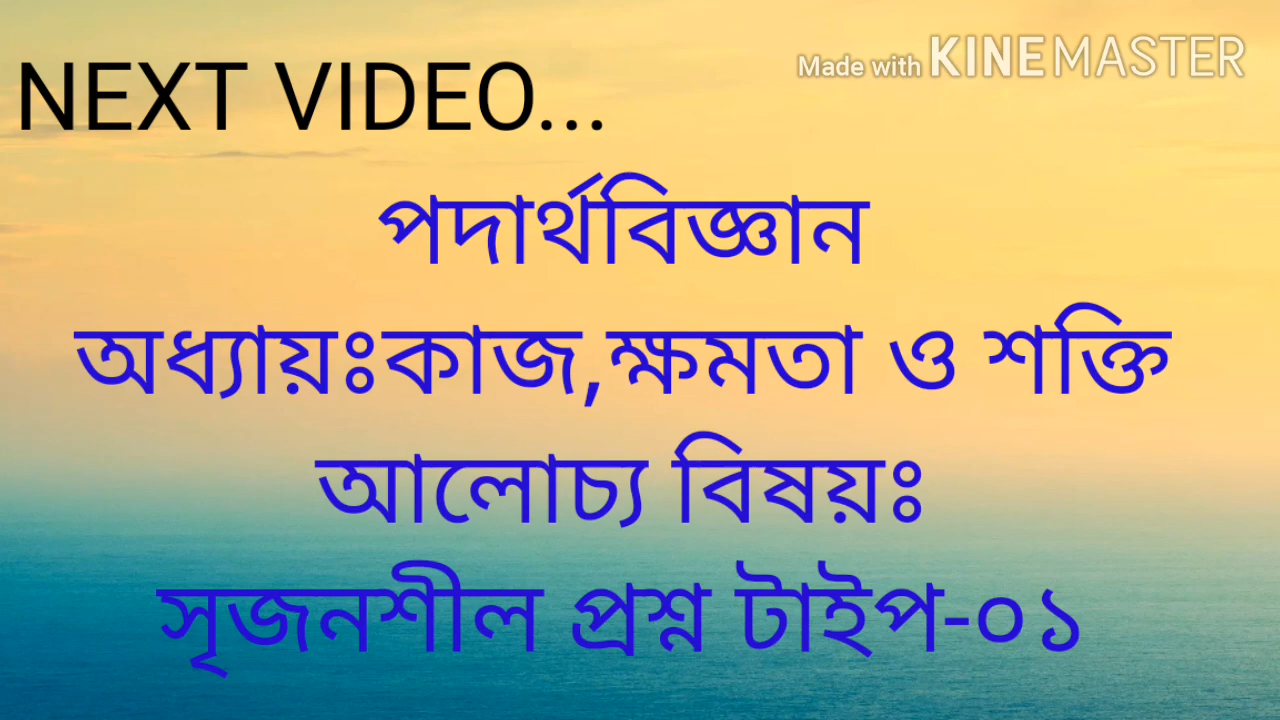 Made with KINEMASTER
NEXT VIDEO...
পদার্থবিজ্ঞান
অধ্যায়ঃকাজ,ক্ষমতা ও শক্তি
আলোচ্য বিষয়ঃ
সৃজনশীল প্রশ্ন টাইপ-০১